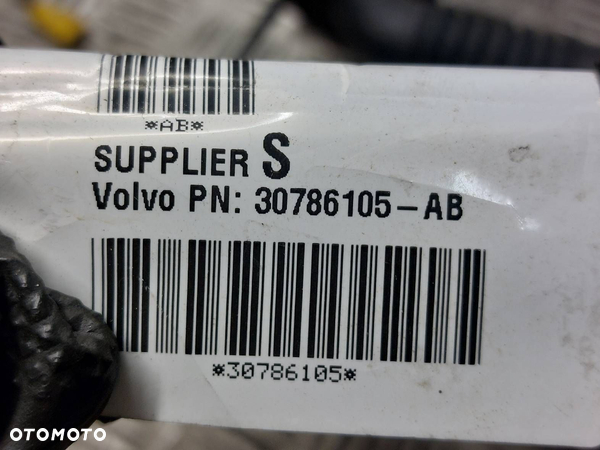 *AB*
SUPPLIER S
Volvo PN: 30786105-AB
*30786105*
OTOMOTO